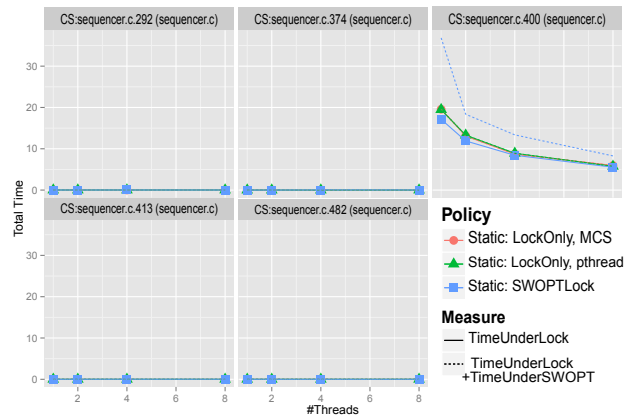 CS:sequencer.c.292 (sequencer.c)
CS:sequencer.c.374 (sequencer.c)
CS:sequencer.c.400 (sequencer.c)
30
20
10
0
CS:sequencer.c.413 (sequencer.c)
CS:sequencer.c.482 (sequencer.c)
30
20
10
0
Total Time
2 4 6 8
2 4 6 8
#Threads
Policy
Static: LockOnly, MCS
Static: LockOnly, pthread
Static: SWOPTLock
Measure
TimeUnderLock
TimeUnderLock
+TimeUnderSWOPT